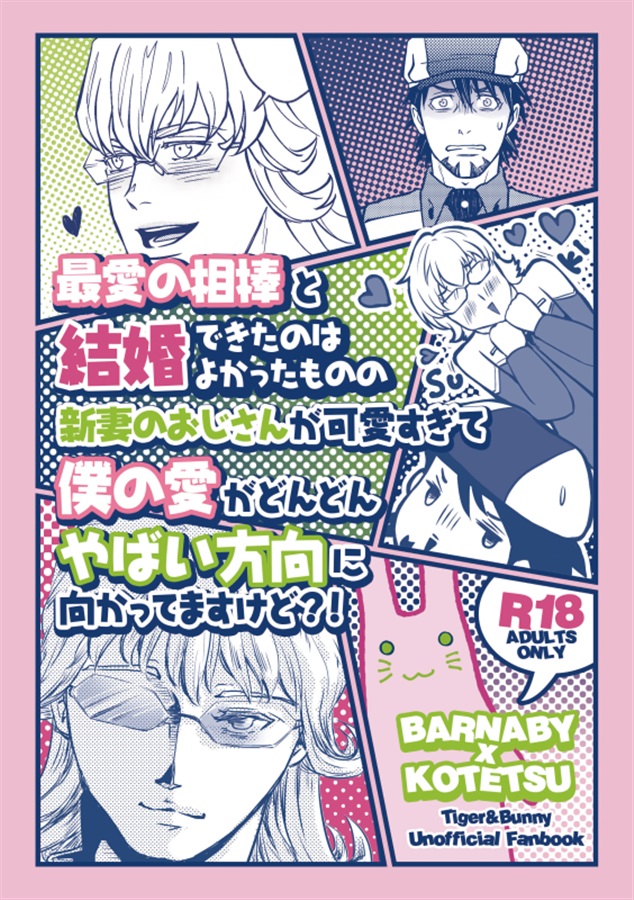 最愛の相棒と
結婚できたのは
よかったものの
新妻のおじさんが可愛すぎて
僕の愛がどんどん
やばい方向に
向かってますけど?!
Su
R18
ADULTS
ONLY
BARNABY
X
KOTETSU
Tiger&Bunny
Unofficial Fanbook